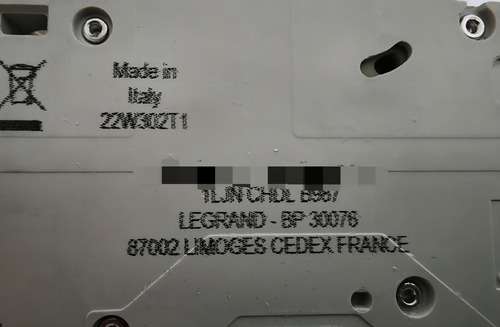 Made in
Italy
22W302T1
LEGRAND - BP 30076
87002 LIMOGES CEDEX FRANCE